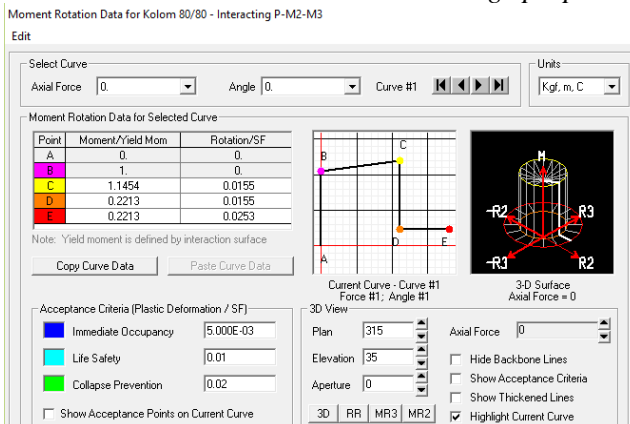 Moment Rotation Data for Kolom 80/80 - Interacting P-M2-M3
Edit
Select Curve
Axial Force 0. Angle 0. Curve #1
Units
Kgf, m, C
Moment Rotation Data for Selected Curve
Point Moment/Yield Mom Rotation/SF
A 0. 0.
B 1. 0.
C 1.1454 0.0155
D 0.2213 0.0155
E 0.2213 0.0253
Note: Yield moment is defined by interaction surface
Copy Curve Data Paste Curve Data
B C
D E
A
Current Curve - Curve #1
Force #1; Angle #1
M
-R2 R3
-R3 R2
3-D Surface
Axial Force = 0
Acceptance Criteria (Plastic Deformation / SF)
Immediate Occupancy 5.000E-03
Life Safety 0.01
Collapse Prevention 0.02
Show Acceptance Points on Current Curve
3D View
Plan 315
Elevation 35
Aperture 0
3D RR MR3 MR2
Axial Force 0
Hide Backbone Lines
Show Acceptance Criteria
Show Thickened Lines
Highlight Current Curve